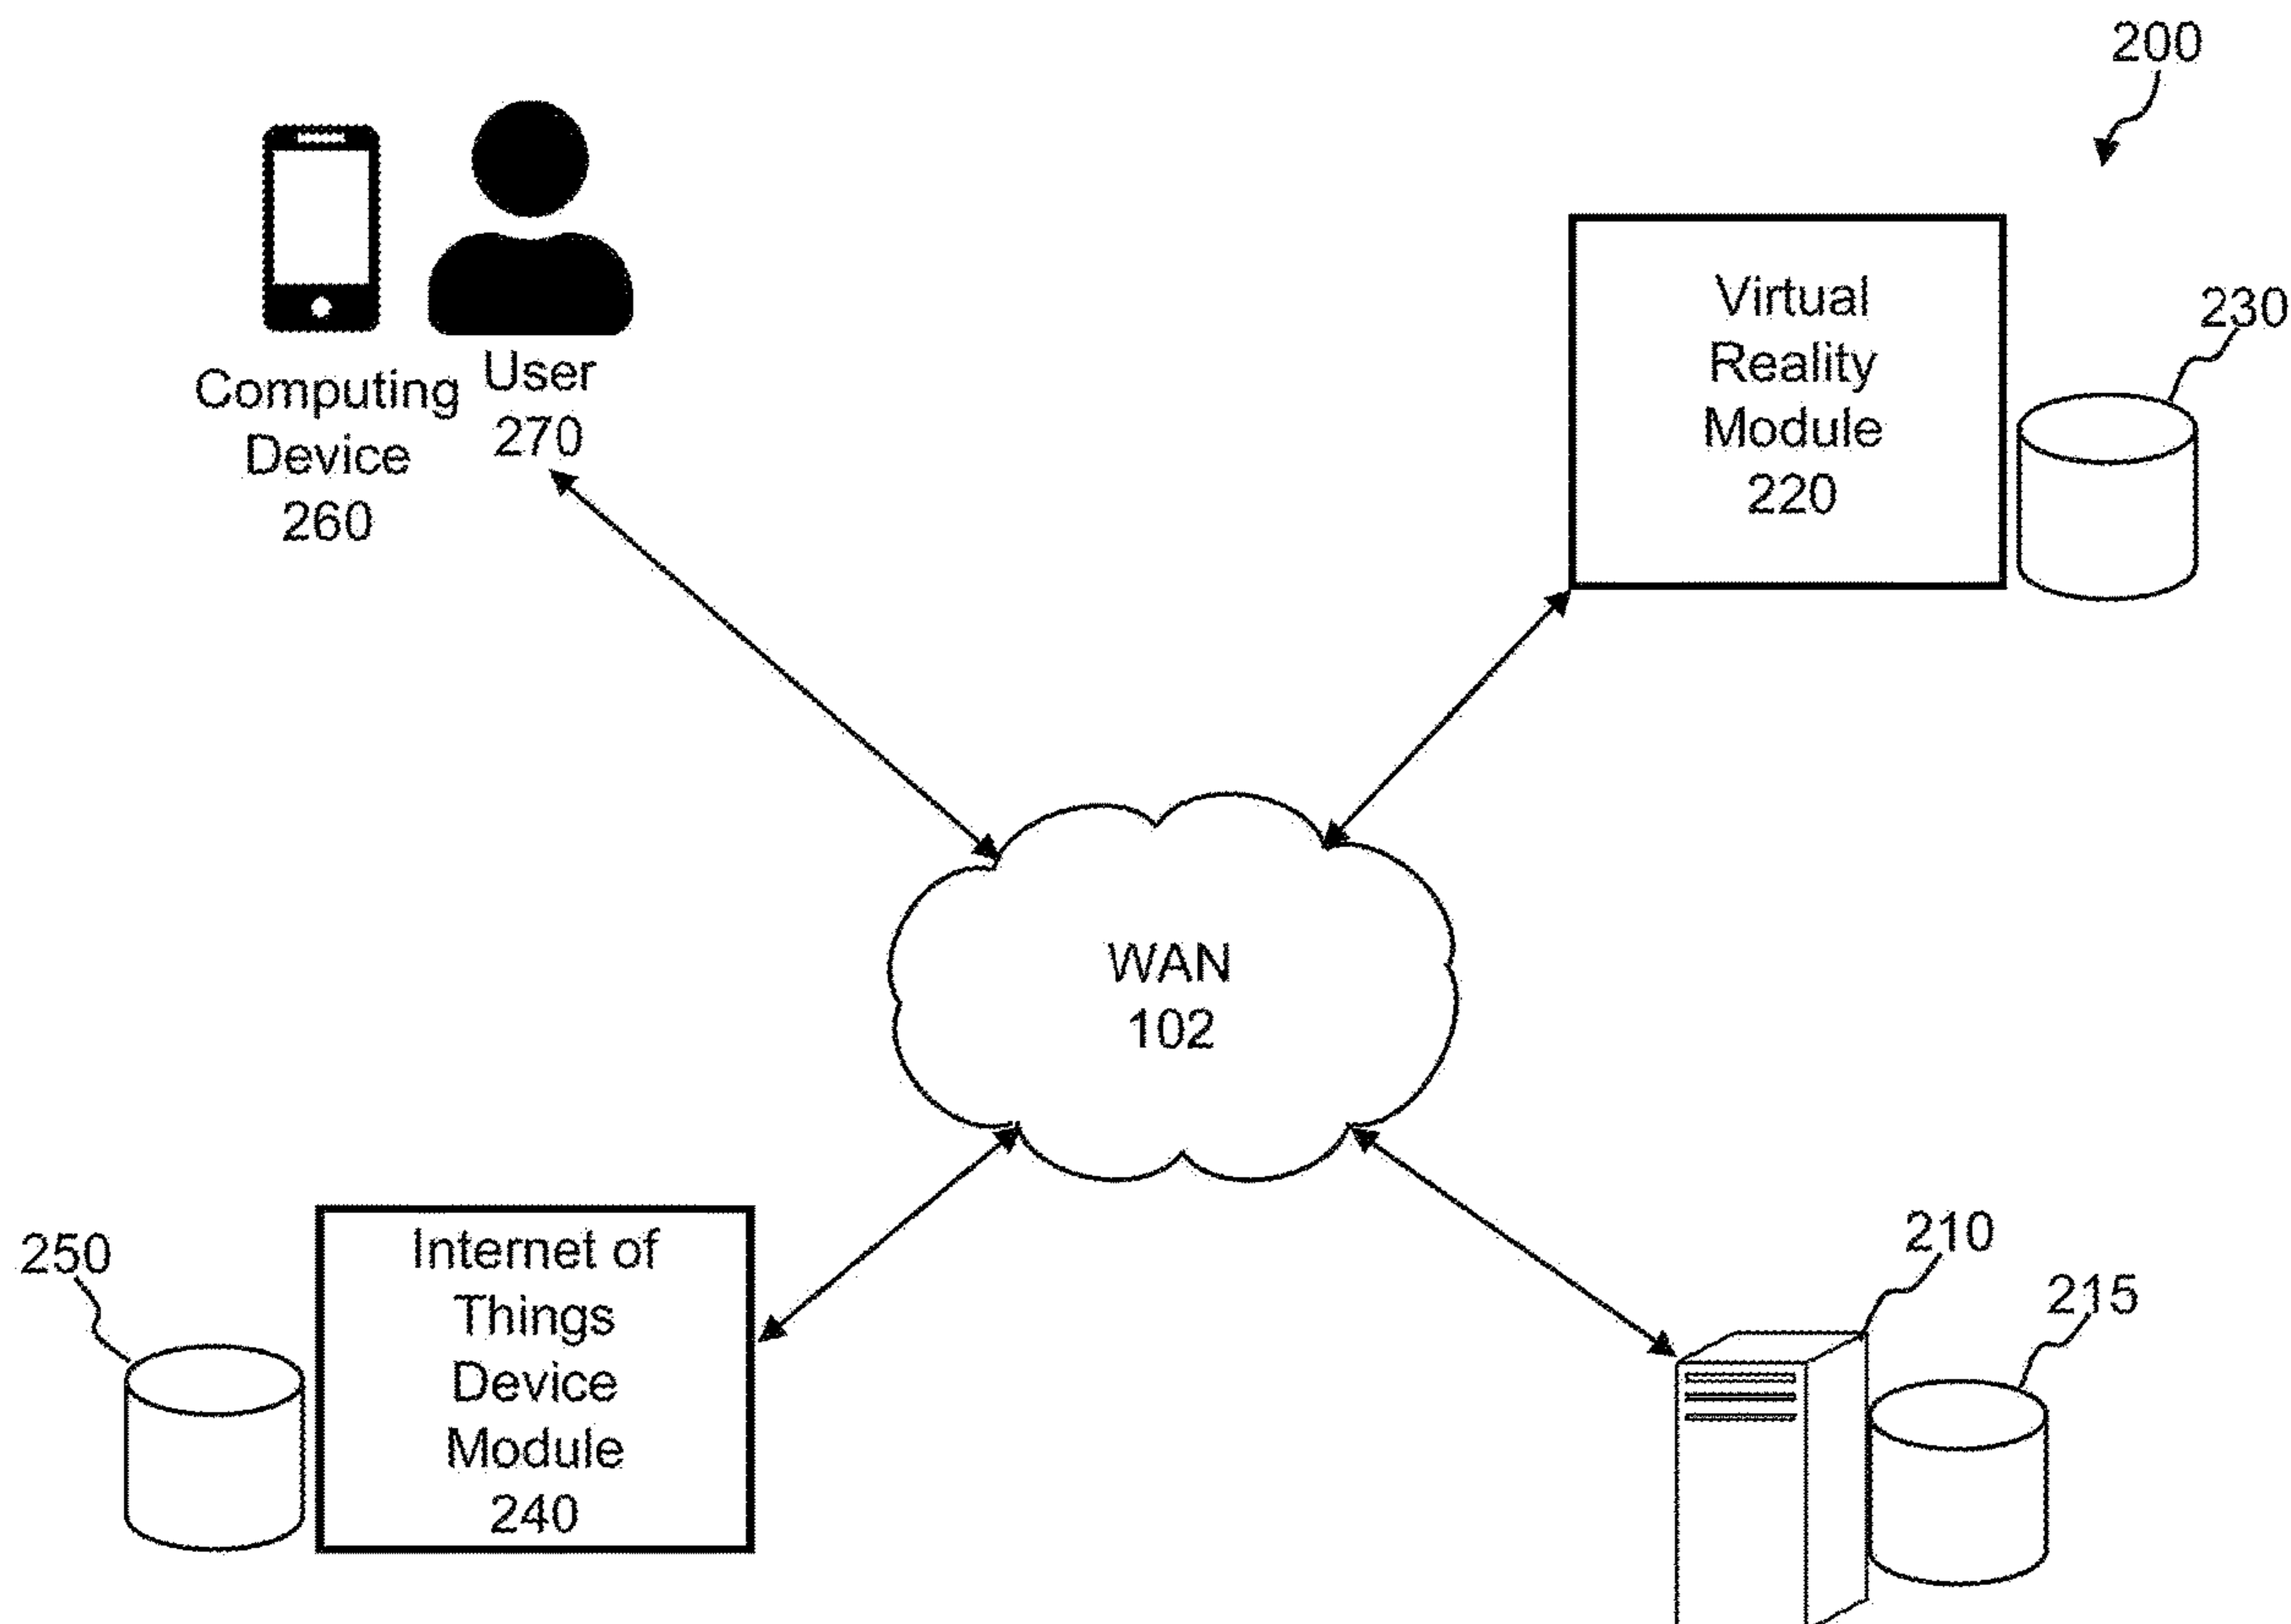 200
Computing
Device
260
User
270
Virtual
Reality
Module
220
230
WAN
102
250
Internet of
Things
Device
Module
240
210
215